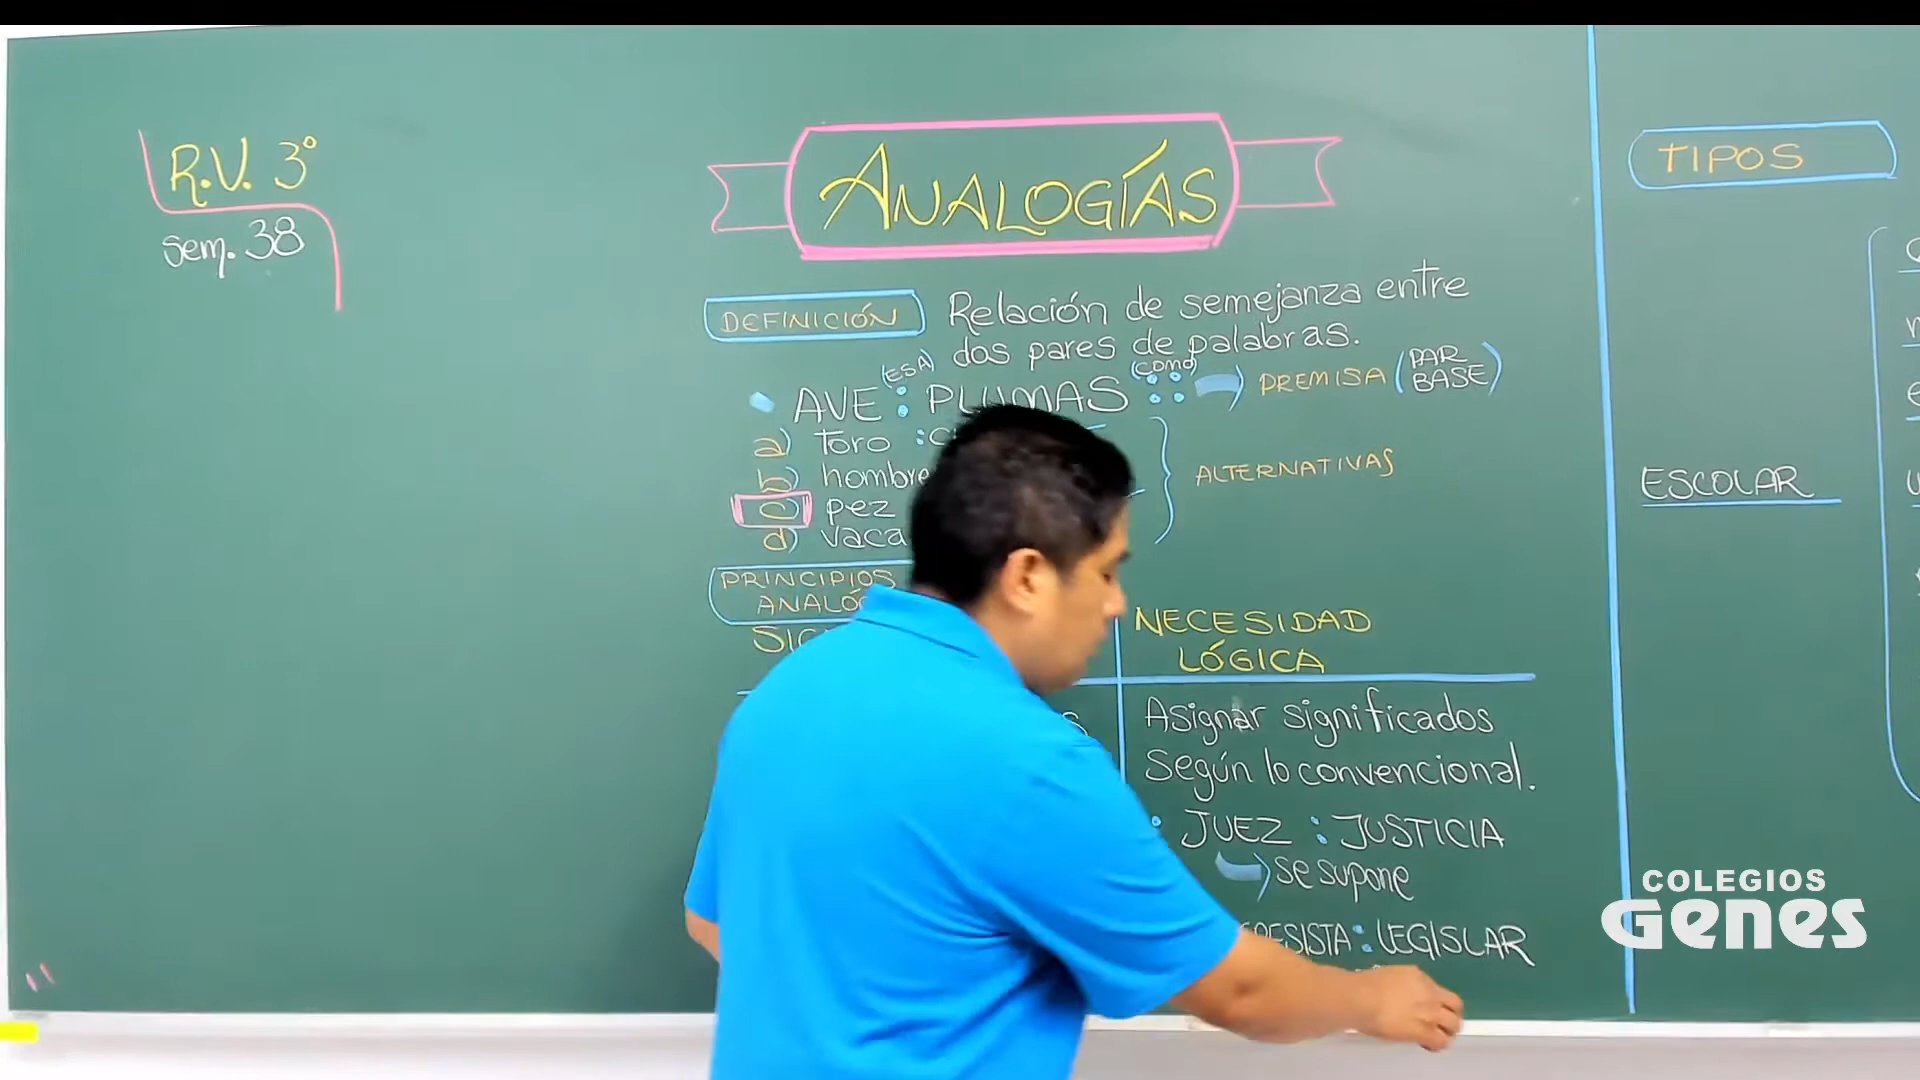 R.V. 3°
sem. 38
ANALOGÍAS
DEFINICIÓN Relación de semejanza entre
dos pares de palabras.
(ES A) (COMO)
AVE : PLUMAS :: PREMISA (PAR BASE)
a) toro :
b) hombre
c) pez
d) vaca
ALTERNATIVAS
PRINCIPIOS
NECESIDAD
LÓGICA
Asignar significados
Según lo convencional.
• JUEZ : JUSTICIA
se supone
: LEGISLAR
TIPOS
ESCOLAR
COLEGIOS
Genes